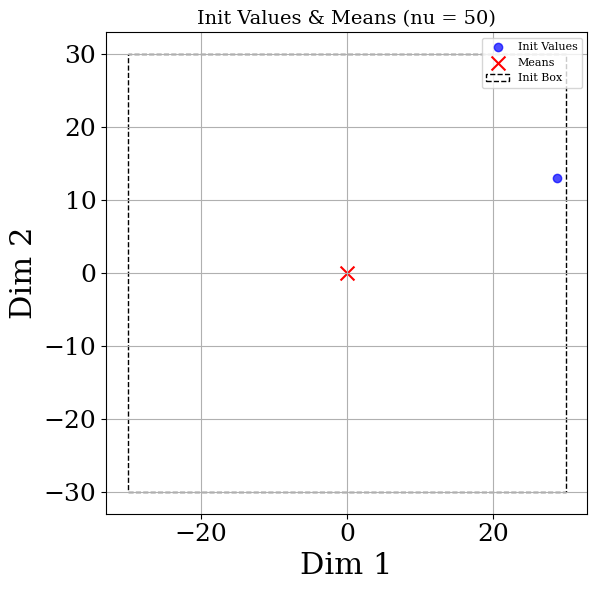 Init Values & Means (nu = 50)
Init Values
Means
Init Box
30
20
10
0
−10
−20
−30
Dim 2
−20
0
20
Dim 1